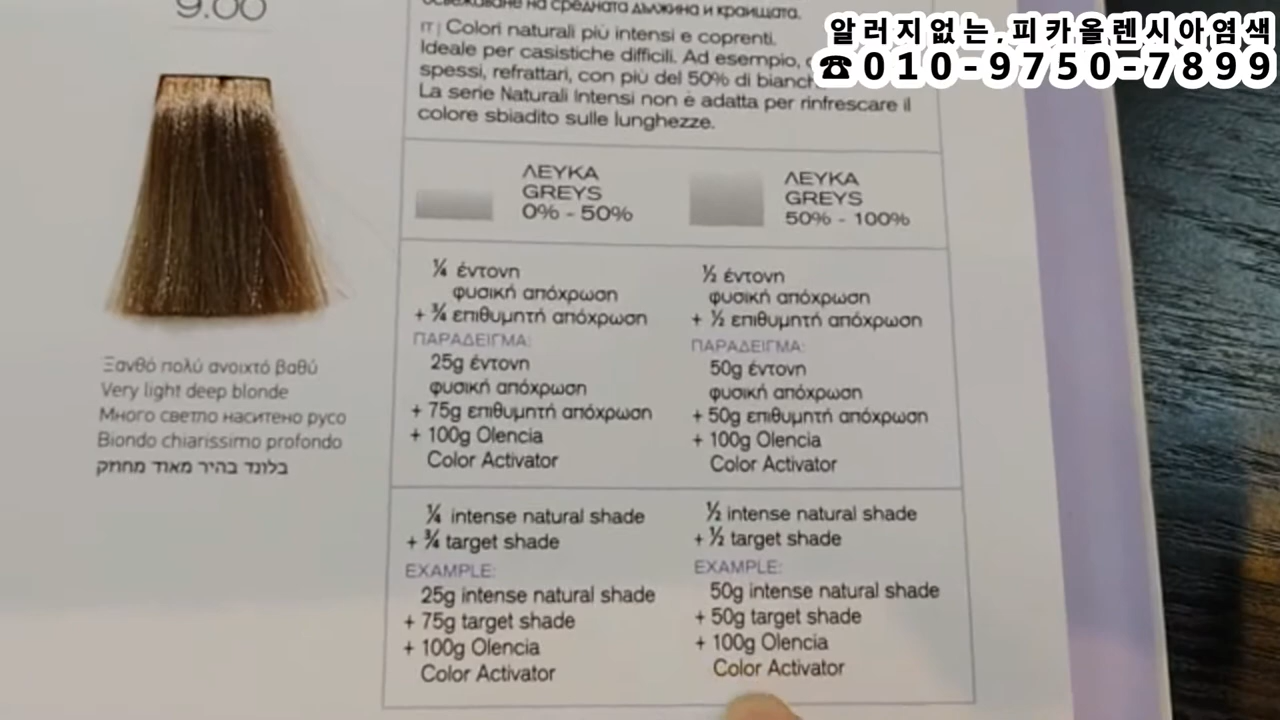 알러지없는,피카올렌시아염색
☎010-9750-7899
9.00
Ξανθό πολύ ανοιχτό βαθύ
Very light deep blonde
Много светло наситено русо
Biondo chiarissimo profondo
בלונד בהיר מאוד מחוזק
освежаване на средната дължина и краищата.
IT | Colori naturali più intensi e coprenti.
Ideale per casistiche difficili. Ad esempio,
spessi, refrattari, con più del 50% di
La serie Naturali Intensi non è adatta per rinfrescare il
colore sbiadito sulle lunghezze.
ΛΕΥΚΑ
GREYS
0% - 50%
ΛΕΥΚΑ
GREYS
50% - 100%
¼ έντονη
φυσική απόχρωση
+ ¾ επιθυμητή απόχρωση
ΠΑΡΑΔΕΙΓΜΑ:
25g έντονη
φυσική απόχρωση
+ 75g επιθυμητή απόχρωση
+ 100g Olencia
Color Activator
½ έντονη
φυσική απόχρωση
+ ½ επιθυμητή απόχρωση
ΠΑΡΑΔΕΙΓΜΑ:
50g έντονη
φυσική απόχρωση
+ 50g επιθυμητή απόχρωση
+ 100g Olencia
Color Activator
¼ intense natural shade
+ ¾ target shade
EXAMPLE:
25g intense natural shade
+ 75g target shade
+ 100g Olencia
Color Activator
½ intense natural shade
+ ½ target shade
EXAMPLE:
50g intense natural shade
+ 50g target shade
+ 100g Olencia
Color Activator